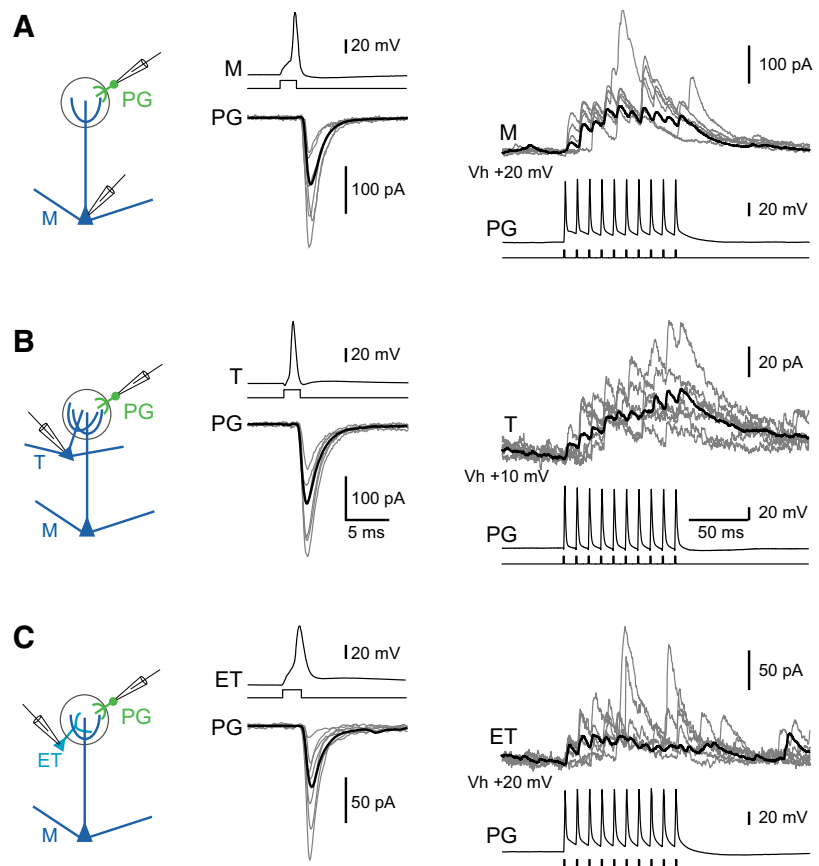 A
PG
M
M
20 mV
PG
100 pA
M
Vh +20 mV
100 pA
PG
20 mV
B
PG
T
M
T
20 mV
PG
100 pA
5 ms
T
Vh +10 mV
20 pA
PG
20 mV
50 ms
C
PG
ET
M
ET
20 mV
PG
50 pA
ET
Vh +20 mV
50 pA
PG
20 mV